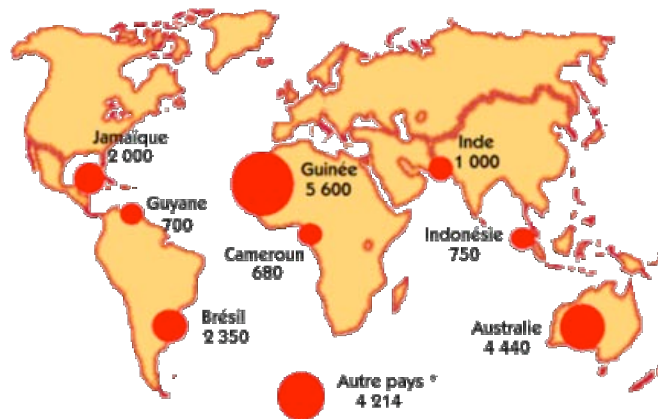 Jamaïque
2 000
Inde
1 000
Guinée
5 600
Guyane
700
Cameroun
680
Indonésie
750
Brésil
2 350
Australie
4 440
Autre pays *
4 214